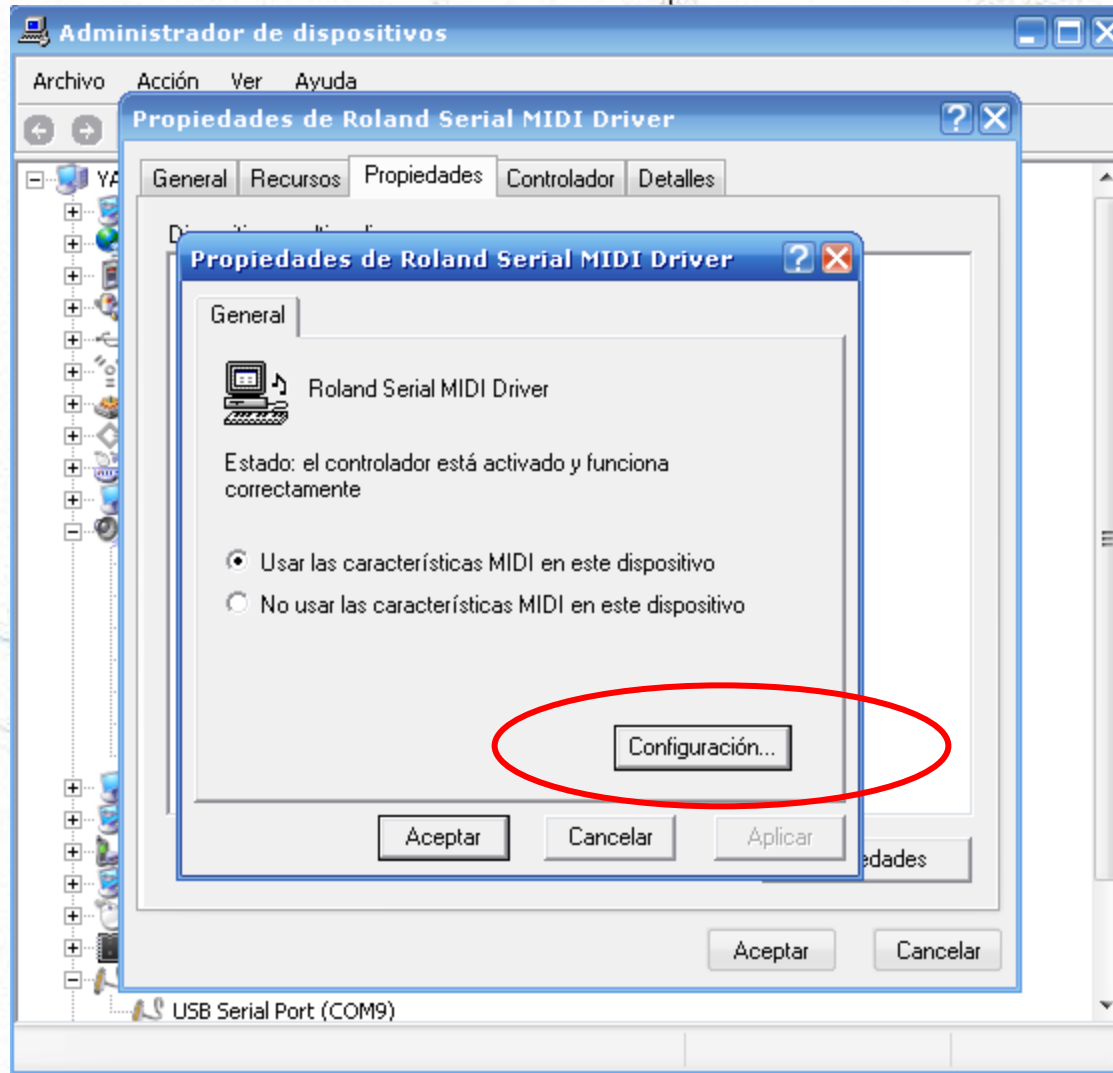 Administrador de dispositivos
Archivo Acción Ver Ayuda
Propiedades de Roland Serial MIDI Driver
General Recursos Propiedades Controlador Detalles
Propiedades de Roland Serial MIDI Driver
General
Roland Serial MIDI Driver
Estado: el controlador está activado y funciona
correctamente
Usar las características MIDI en este dispositivo
No usar las características MIDI en este dispositivo
Configuración...
Aceptar Cancelar Aplicar
edades
Aceptar Cancelar
USB Serial Port (COM9)